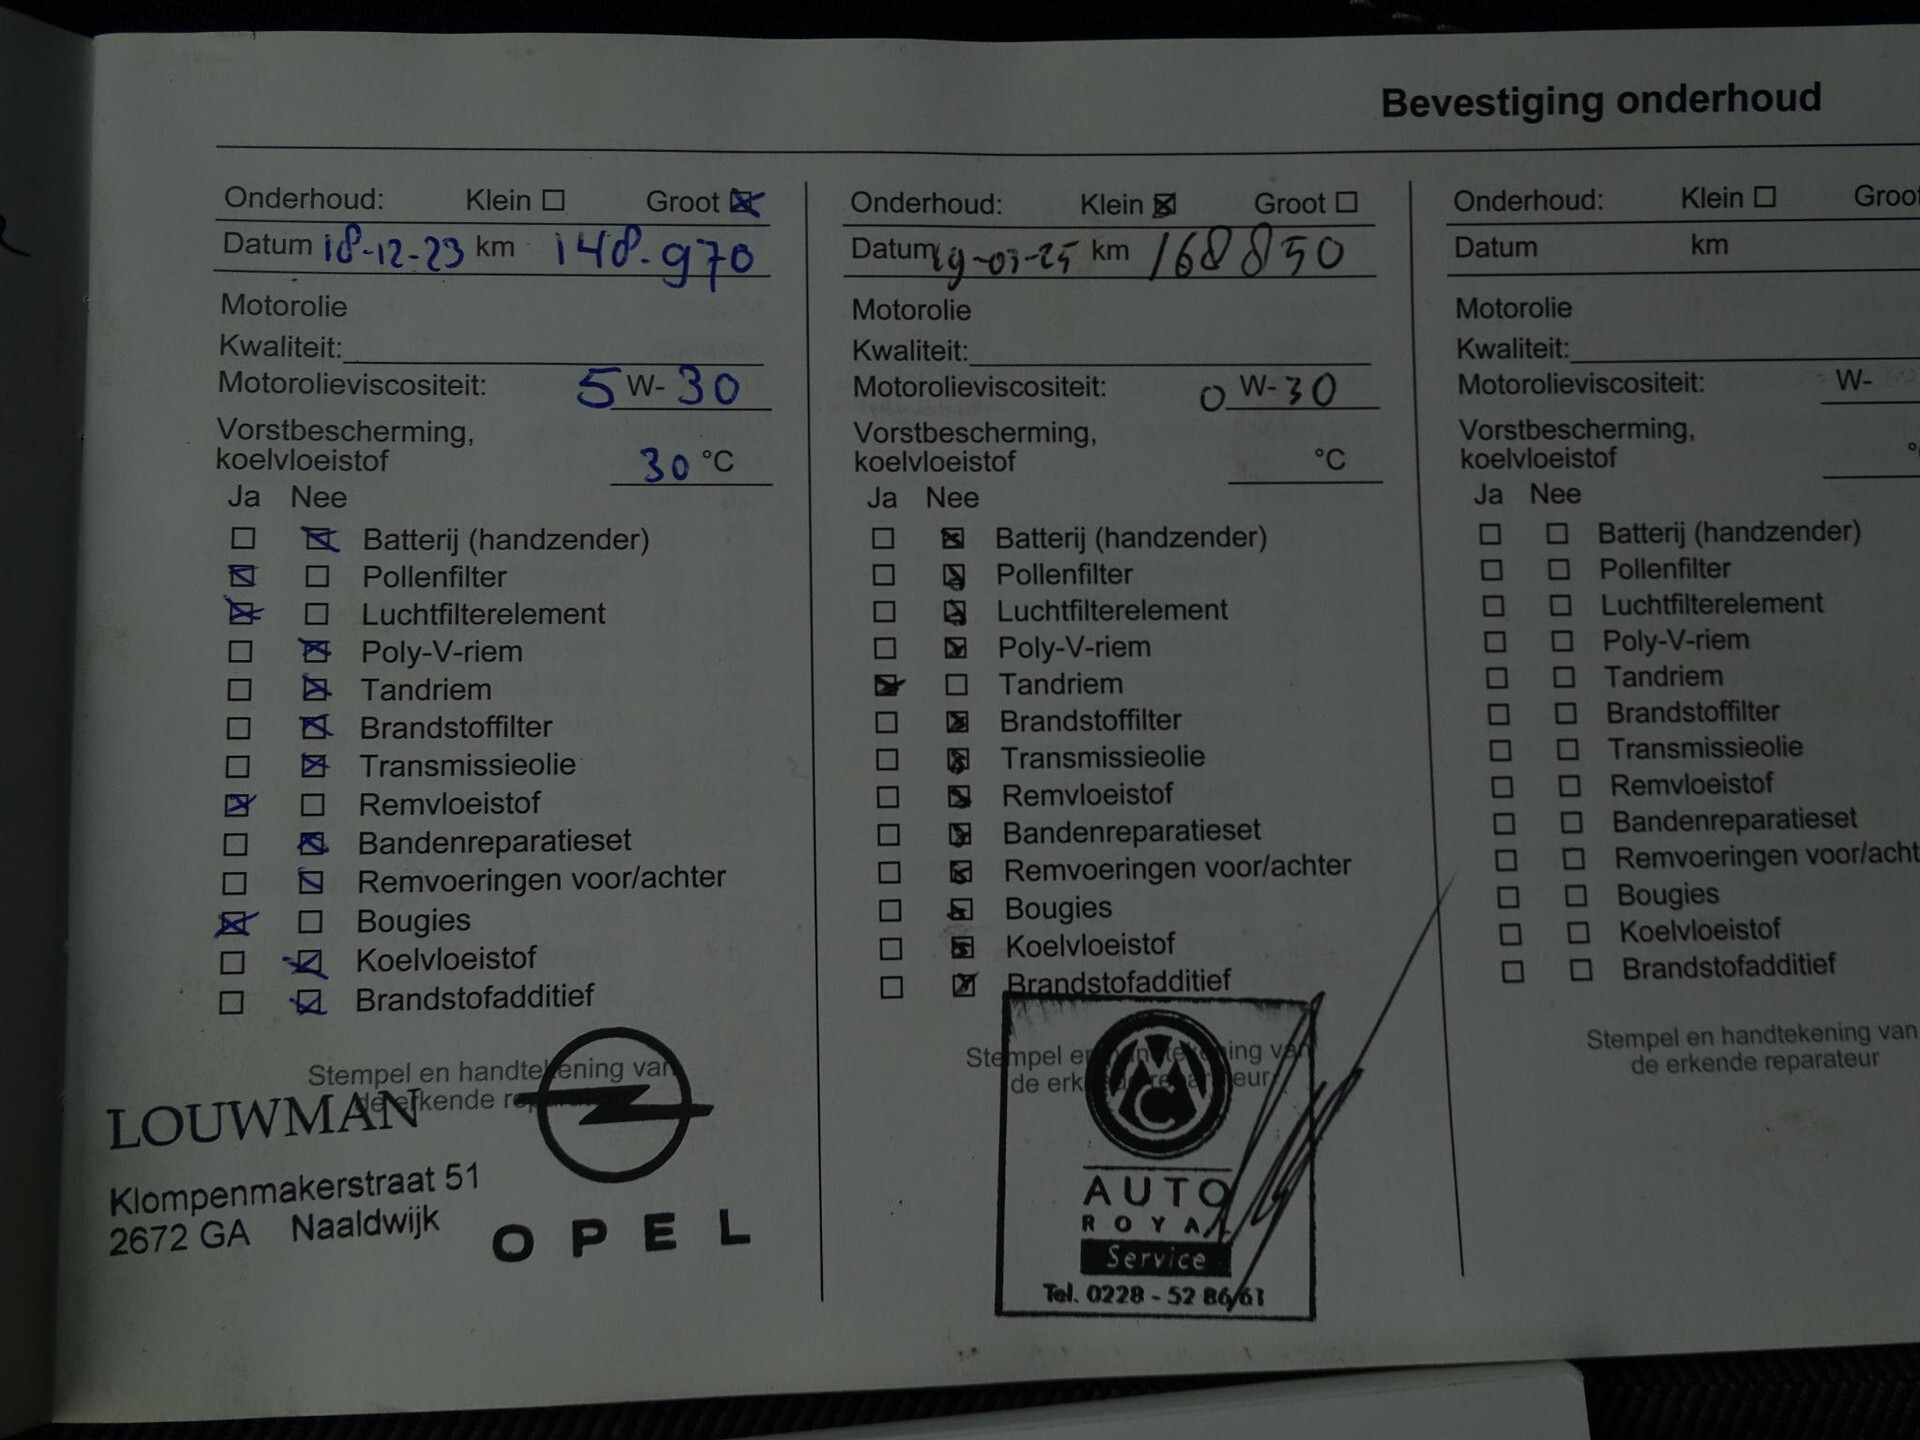 Bevestiging onderhoud
Onderhoud: Klein Groot
Datum 18-12-23 km 148.970
Motorolie
Kwaliteit:
Motorolieviscositeit: 5 W- 30
Vorstbescherming,
koelvloeistof 30 °C
Ja Nee
Batterij (handzender)
Pollenfilter
Luchtfilterelement
Poly-V-riem
Tandriem
Brandstoffilter
Transmissieolie
Remvloeistof
Bandenreparatieset
Remvoeringen voor/achter
Bougies
Koelvloeistof
Brandstofadditief
Stempel en handtekening van
de erkende
LOUWMAN
Klompenmakerstraat 51
2672 GA Naaldwijk
OPEL
Onderhoud: Klein Groot
Datum 19-03-25 km 168850
Motorolie
Kwaliteit:
Motorolieviscositeit: 0 W- 30
Vorstbescherming,
koelvloeistof °C
Ja Nee
Batterij (handzender)
Pollenfilter
Luchtfilterelement
Poly-V-riem
Tandriem
Brandstoffilter
Transmissieolie
Remvloeistof
Bandenreparatieset
Remvoeringen voor/achter
Bougies
Koelvloeistof
Brandstofadditief
Stempel en handtekening van
de erkende reparateur
AUTO
ROYAL
Service
Tel. 0228 - 52 86 61
Onderhoud: Klein Groot
Datum km
Motorolie
Kwaliteit:
Motorolieviscositeit: W-
Vorstbescherming,
koelvloeistof °
Ja Nee
Batterij (handzender)
Pollenfilter
Luchtfilterelement
Poly-V-riem
Tandriem
Brandstoffilter
Transmissieolie
Remvloeistof
Bandenreparatieset
Remvoeringen voor/acht
Bougies
Koelvloeistof
Brandstofadditief
Stempel en handtekening van
de erkende reparateur